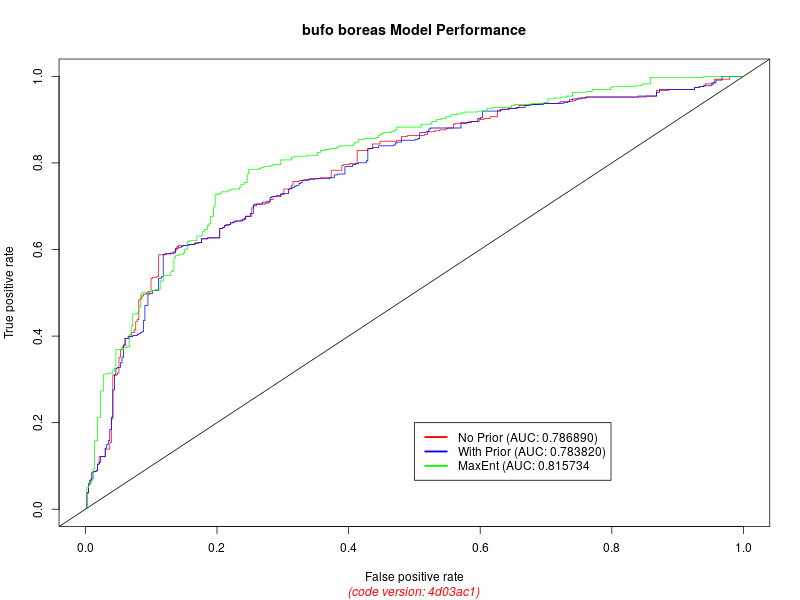 bufo boreas Model Performance
True positive rate
1.0
0.8
0.6
0.4
0.2
0.0
No Prior (AUC: 0.786890)
With Prior (AUC: 0.783820)
MaxEnt (AUC: 0.815734
0.0 0.2 0.4 0.6 0.8 1.0
False positive rate
(code version: 4d03ac1)